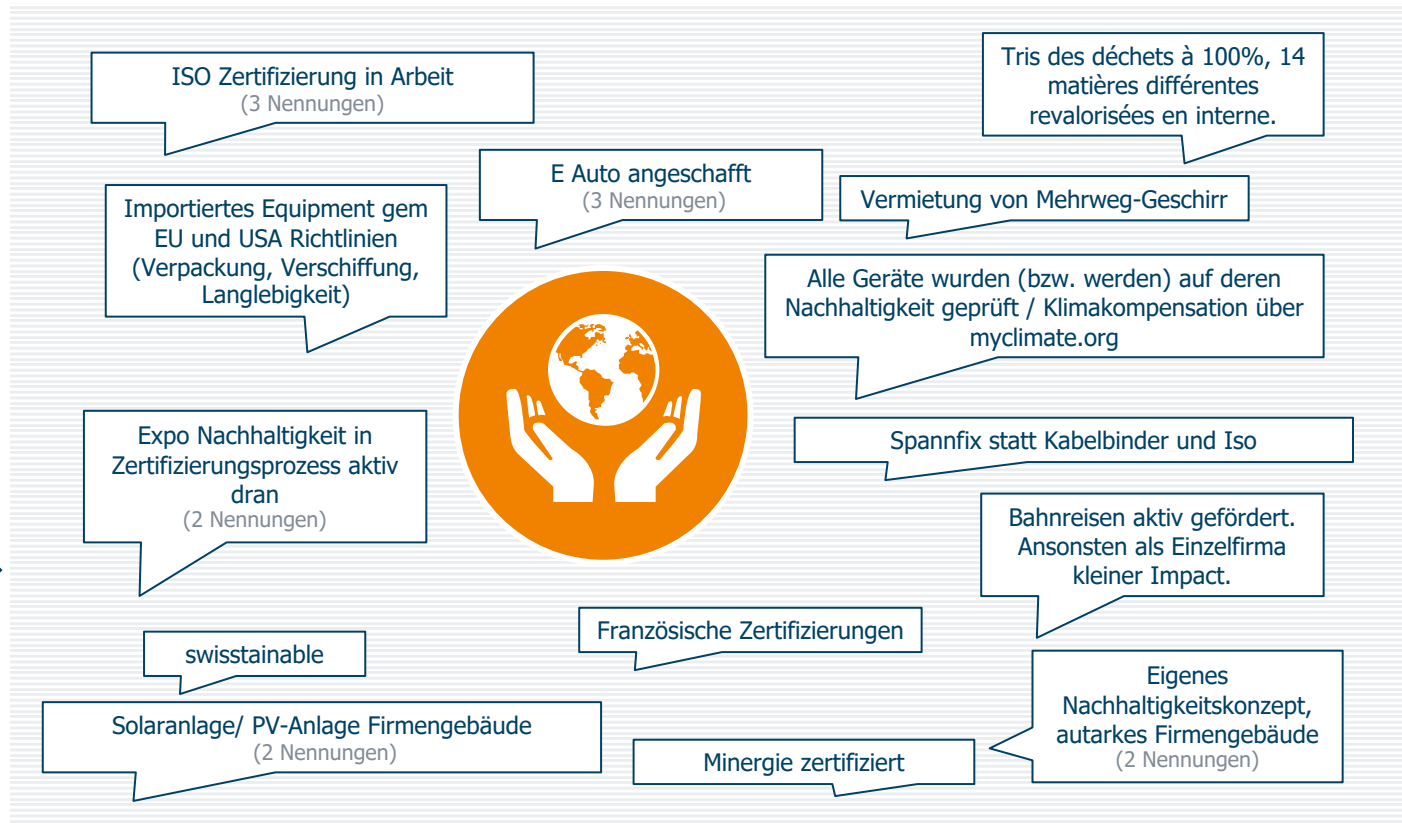 ISO Zertifizierung in Arbeit
(3 Nennungen)
Tris des déchets à 100%, 14
matières différentes
revalorisées en interne.
E Auto angeschafft
(3 Nennungen)
Vermietung von Mehrweg-Geschirr
Importiertes Equipment gem
EU und USA Richtlinien
(Verpackung, Verschiffung,
Langlebigkeit)
Alle Geräte wurden (bzw. werden) auf deren
Nachhaltigkeit geprüft / Klimakompensation über
myclimate.org
Expo Nachhaltigkeit in
Zertifizierungsprozess aktiv
dran
(2 Nennungen)
Spannfix statt Kabelbinder und Iso
Bahnreisen aktiv gefördert.
Ansonsten als Einzelfirma
kleiner Impact.
Französische Zertifizierungen
swisstainable
Eigenes
Nachhaltigkeitskonzept,
autarkes Firmengebäude
(2 Nennungen)
Solaranlage/ PV-Anlage Firmengebäude
(2 Nennungen)
Minergie zertifiziert